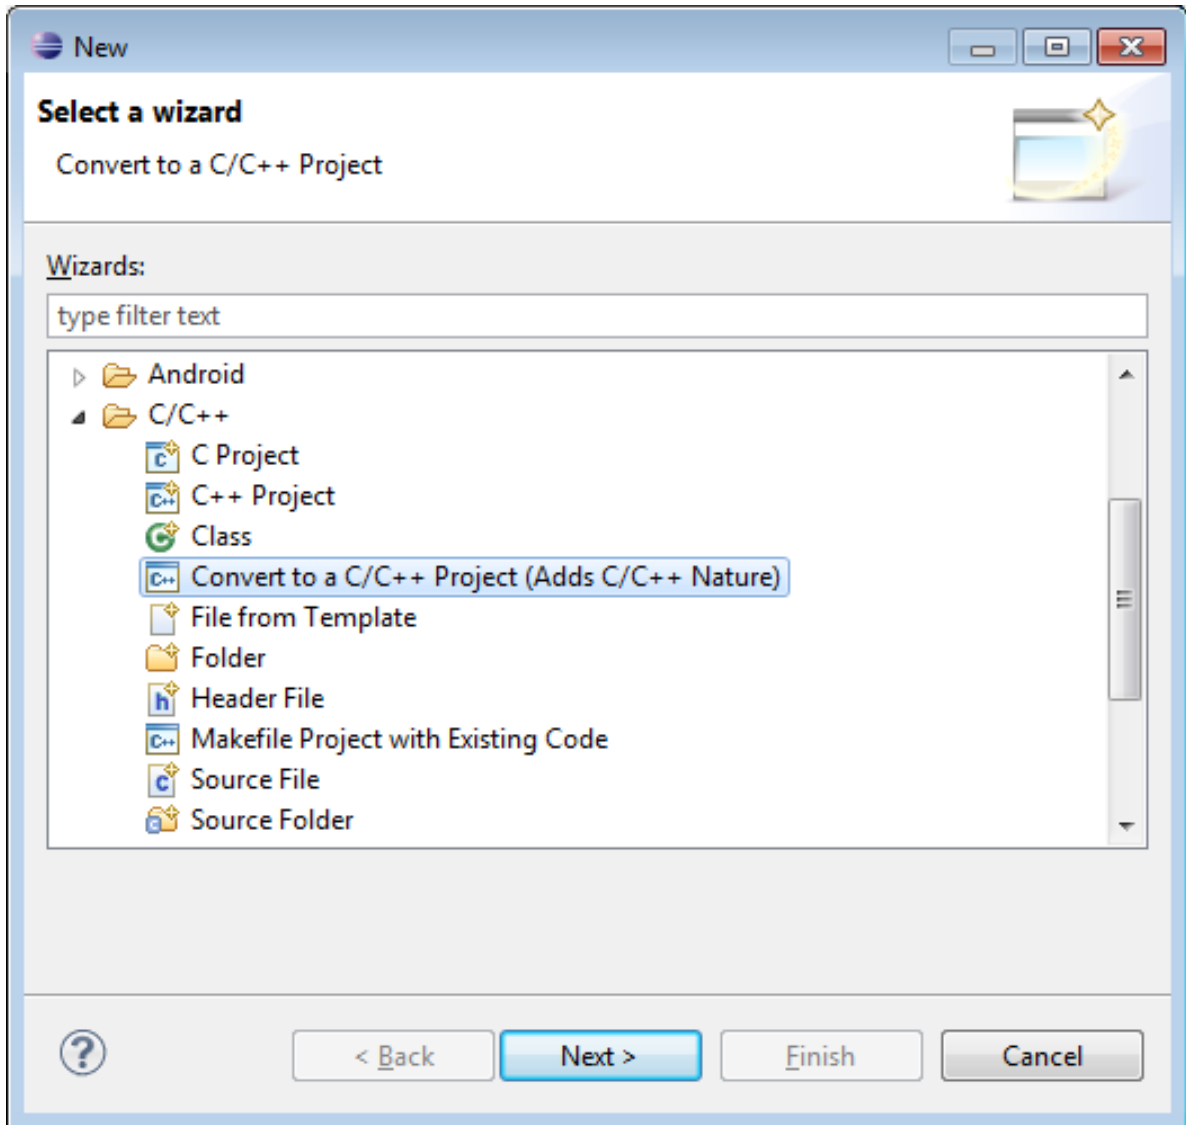 New
Select a wizard
Convert to a C/C++ Project
Wizards:
type filter text
Android
C/C++
C Project
C++ Project
Class
Convert to a C/C++ Project (Adds C/C++ Nature)
File from Template
Folder
Header File
Makefile Project with Existing Code
Source File
Source Folder
< Back Next > Finish Cancel